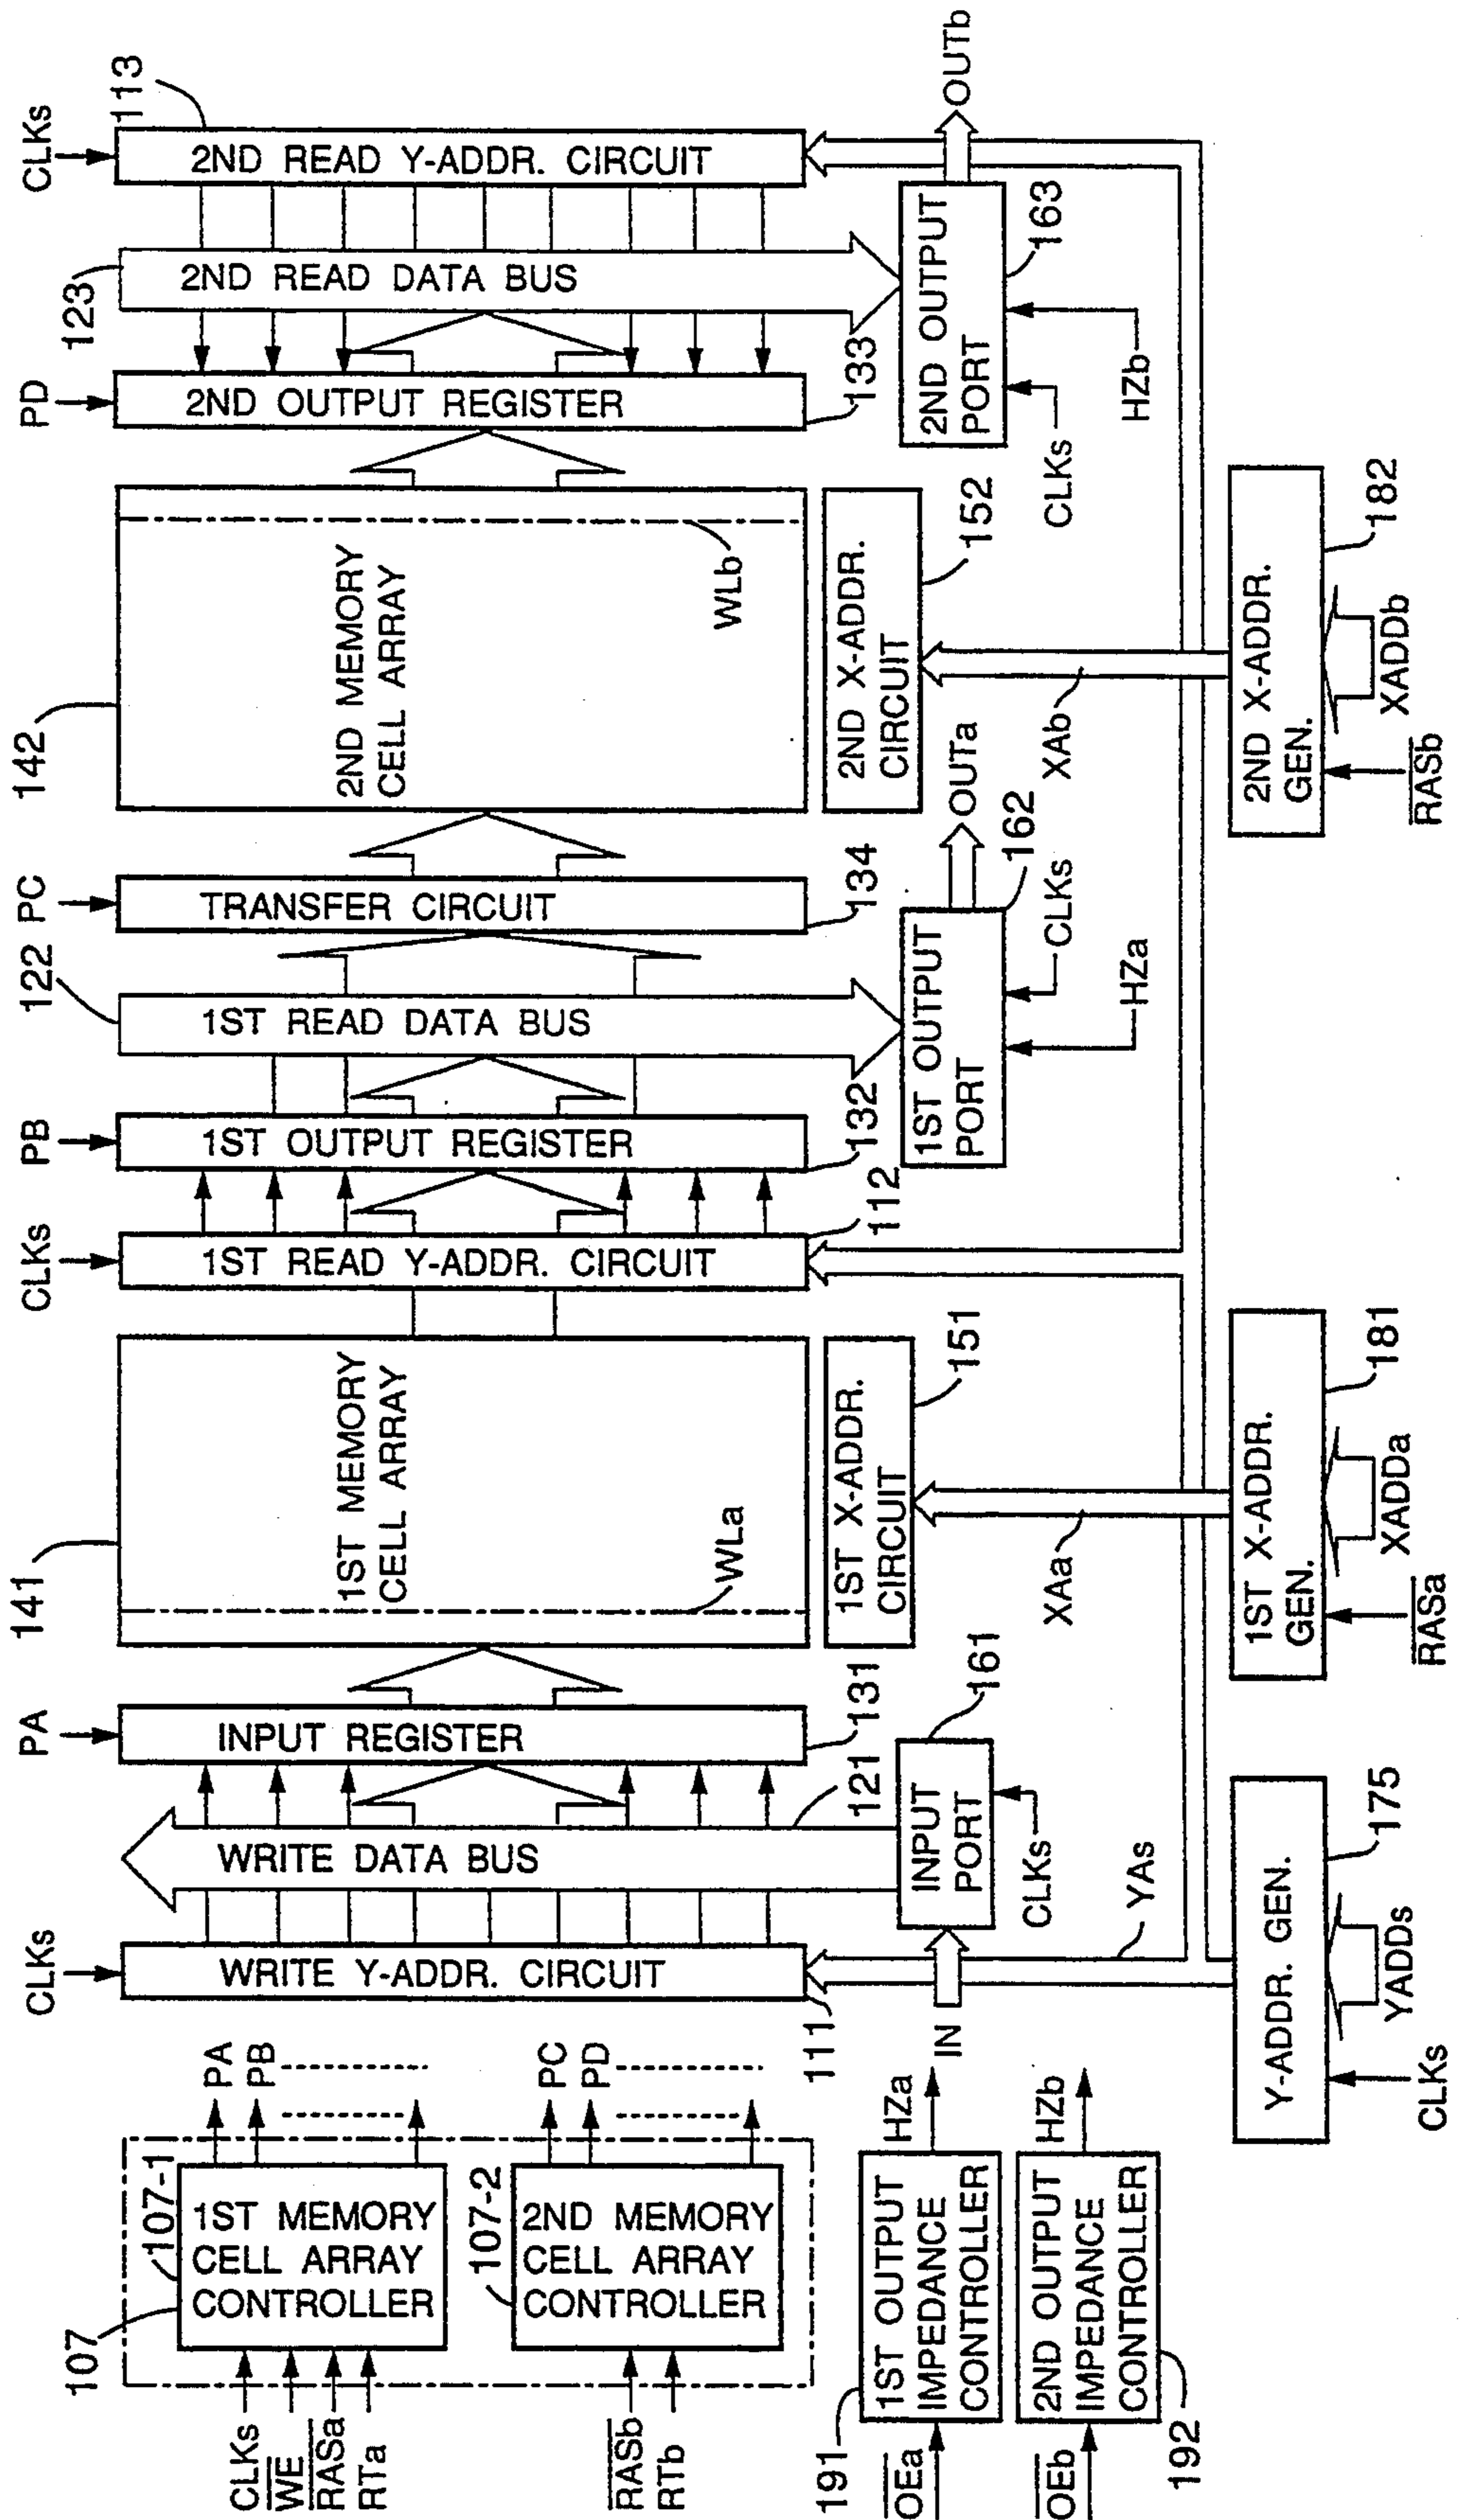 107
107-1
1ST MEMORY
CELL ARRAY
CONTROLLER
CLKs
WE
RASa
RTa
PA
PB
107-2
2ND MEMORY
CELL ARRAY
CONTROLLER
RASb
RTb
PC
PD
191
1ST OUTPUT
IMPEDANCE
CONTROLLER
OEa
HZa
192
2ND OUTPUT
IMPEDANCE
CONTROLLER
OEb
HZb
CLKs
WRITE Y-ADDR. CIRCUIT
111
WRITE DATA BUS
121
PA
INPUT REGISTER
131
IN
INPUT
PORT
161
CLKs
141
1ST MEMORY
CELL ARRAY
WLa
1ST X-ADDR.
CIRCUIT
151
CLKs
1ST READ Y-ADDR. CIRCUIT
112
PB
1ST OUTPUT REGISTER
132
122
1ST READ DATA BUS
PC
TRANSFER CIRCUIT
134
1ST OUTPUT
PORT
162
OUTa
CLKs
HZa
142
2ND MEMORY
CELL ARRAY
WLb
2ND X-ADDR.
CIRCUIT
152
PD
2ND OUTPUT REGISTER
133
123
2ND READ DATA BUS
CLKs
2ND READ Y-ADDR. CIRCUIT
113
2ND OUTPUT
PORT
163
OUTb
CLKs
HZb
YAs
XAa
XAb
Y-ADDR. GEN.
175
CLKs
YADDs
1ST X-ADDR.
GEN.
181
RASa
XADDa
2ND X-ADDR.
GEN.
182
RASb
XADDb